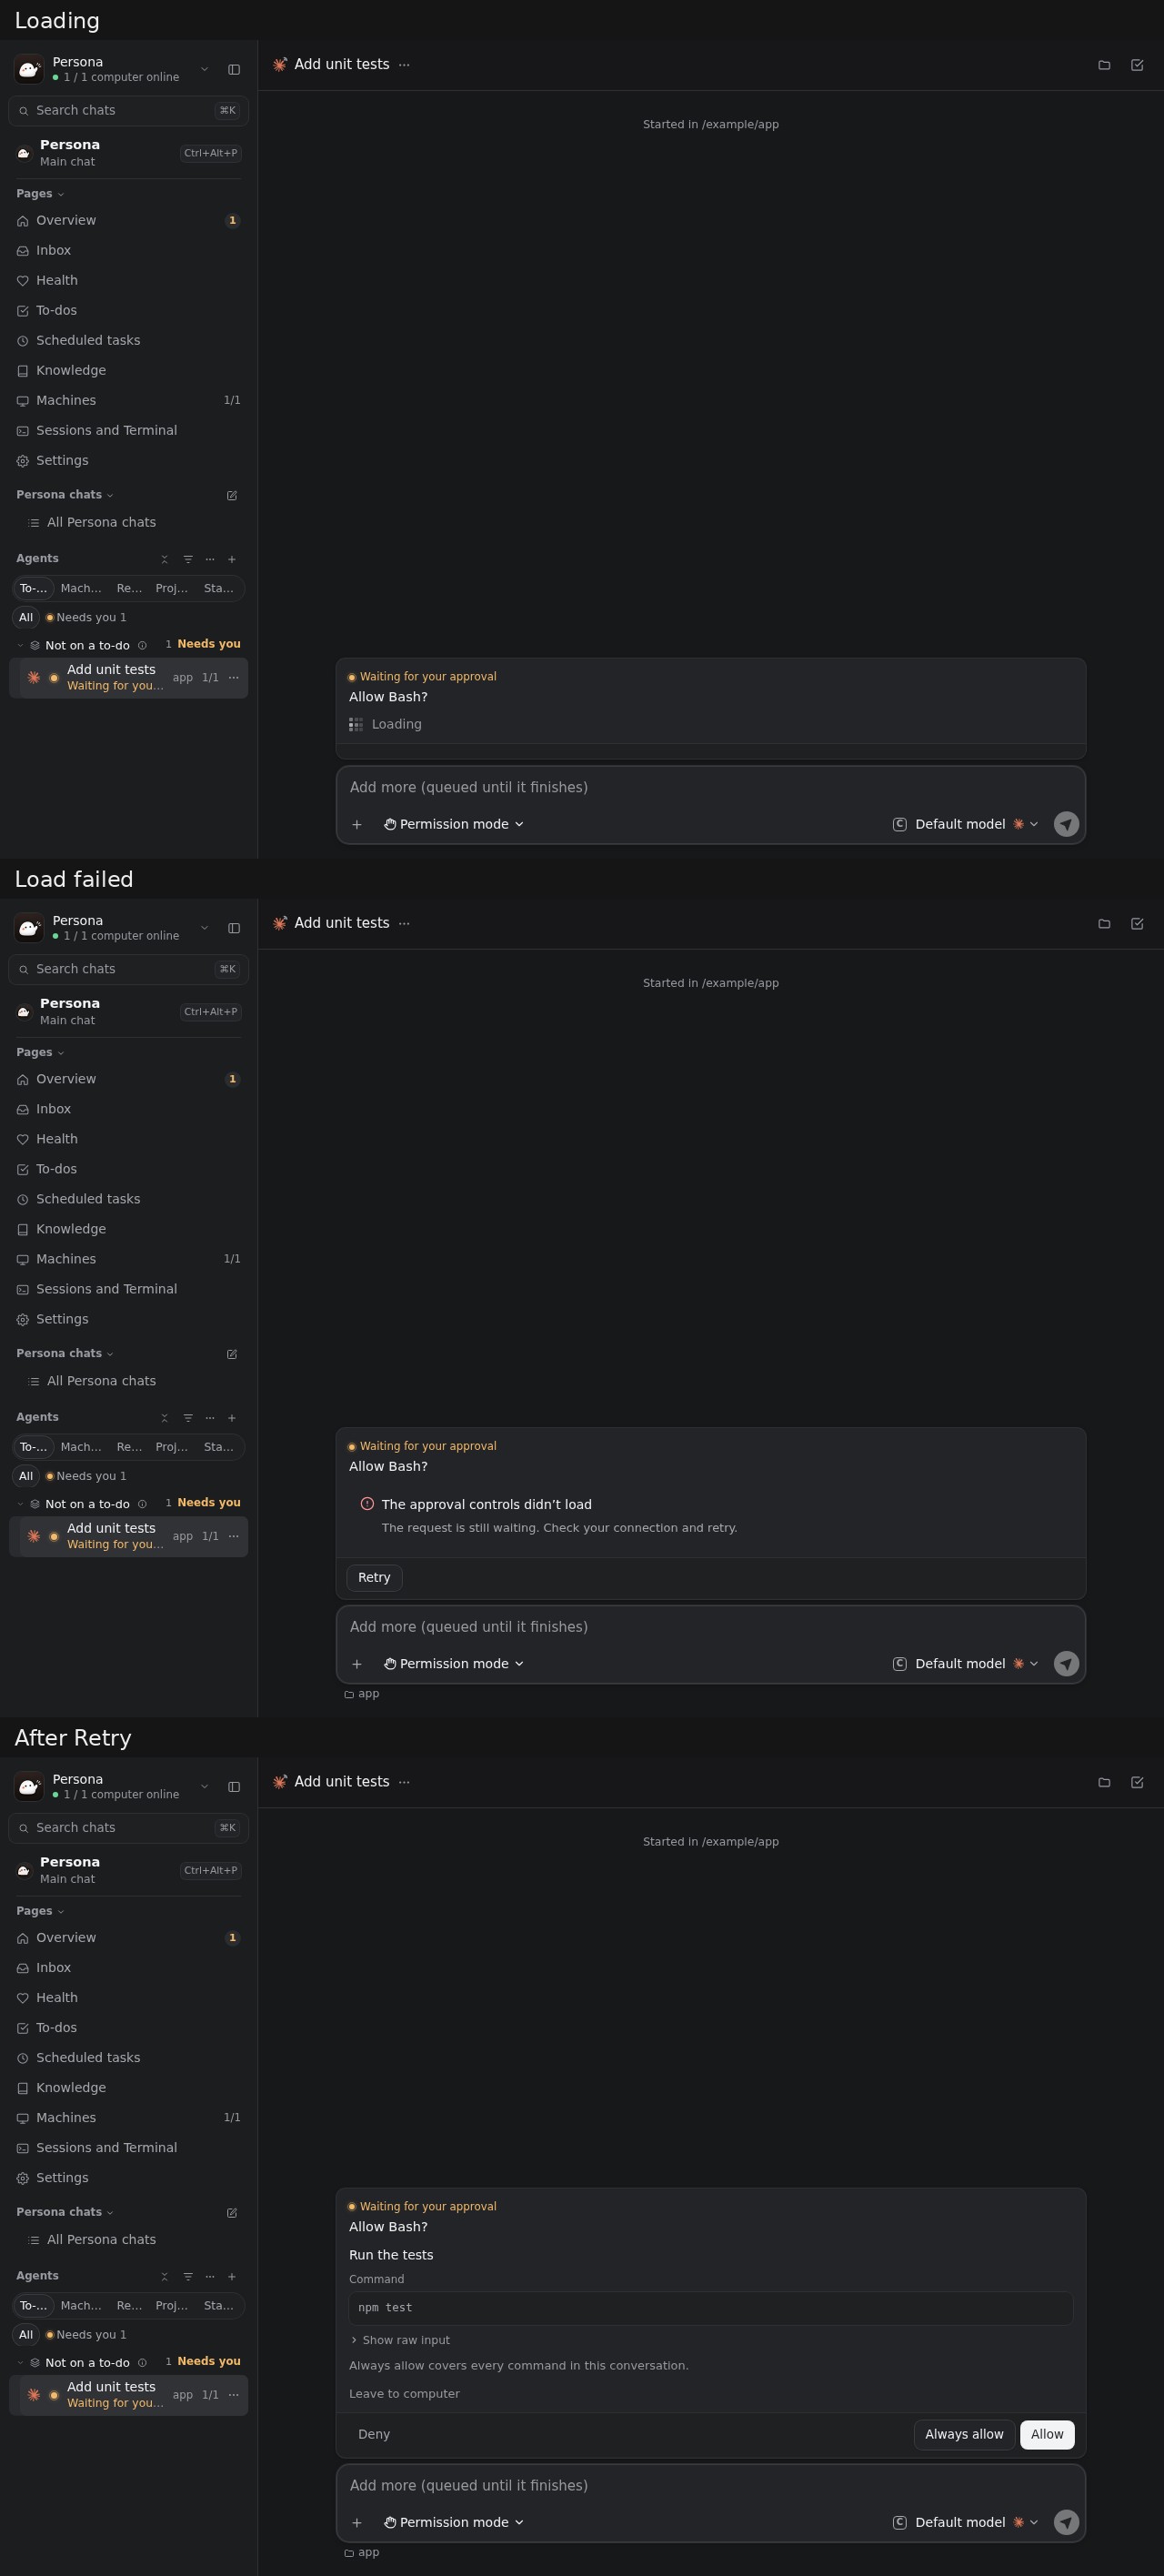 Loading
Persona
1 / 1 computer online
Search chats
⌘K
Persona
Main chat
Ctrl+Alt+P
Pages
Overview
1
Inbox
Health
To-dos
Scheduled tasks
Knowledge
Machines
1/1
Sessions and Terminal
Settings
Persona chats
All Persona chats
Agents
To-… Mach… Re… Proj… Sta…
All Needs you 1
Not on a to-do 1 Needs you
Add unit tests
Waiting for you…
app 1/1
Add unit tests
Started in /example/app
Waiting for your approval
Allow Bash?
Loading
Add more (queued until it finishes)
Permission mode
C Default model
Load failed
Persona
1 / 1 computer online
Search chats
⌘K
Persona
Main chat
Ctrl+Alt+P
Pages
Overview
1
Inbox
Health
To-dos
Scheduled tasks
Knowledge
Machines
1/1
Sessions and Terminal
Settings
Persona chats
All Persona chats
Agents
To-… Mach… Re… Proj… Sta…
All Needs you 1
Not on a to-do 1 Needs you
Add unit tests
Waiting for you…
app 1/1
Add unit tests
Started in /example/app
Waiting for your approval
Allow Bash?
The approval controls didn’t load
The request is still waiting. Check your connection and retry.
Retry
Add more (queued until it finishes)
Permission mode
C Default model
app
After Retry
Persona
1 / 1 computer online
Search chats
⌘K
Persona
Main chat
Ctrl+Alt+P
Pages
Overview
1
Inbox
Health
To-dos
Scheduled tasks
Knowledge
Machines
1/1
Sessions and Terminal
Settings
Persona chats
All Persona chats
Agents
To-… Mach… Re… Proj… Sta…
All Needs you 1
Not on a to-do 1 Needs you
Add unit tests
Waiting for you…
app 1/1
Add unit tests
Started in /example/app
Waiting for your approval
Allow Bash?
Run the tests
Command
npm test
Show raw input
Always allow covers every command in this conversation.
Leave to computer
Deny
Always allow
Allow
Add more (queued until it finishes)
Permission mode
C Default model
app